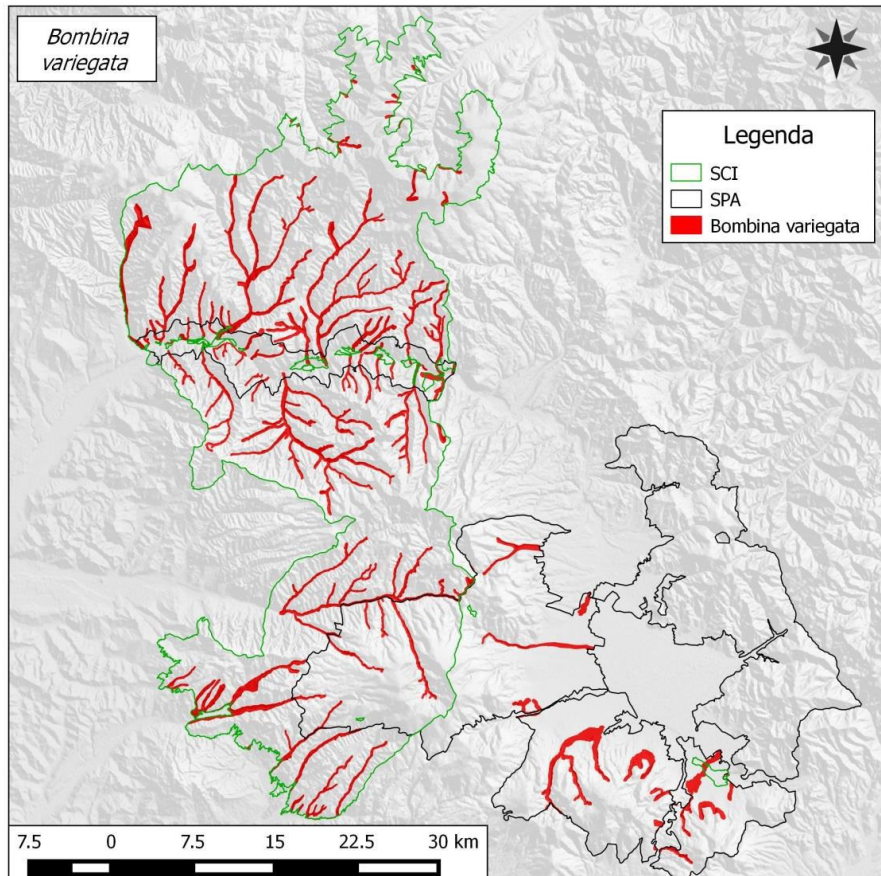 Bombina
variegata
Legenda
SCI
SPA
Bombina variegata
7.5 0 7.5 15 22.5 30 km